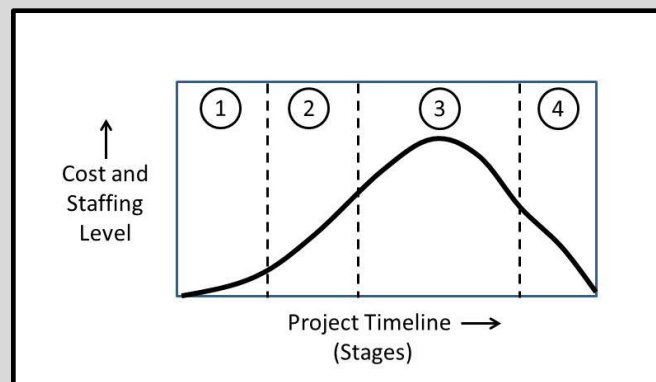 1
2
3
4
Cost and
Staffing
Level
Project Timeline
(Stages)